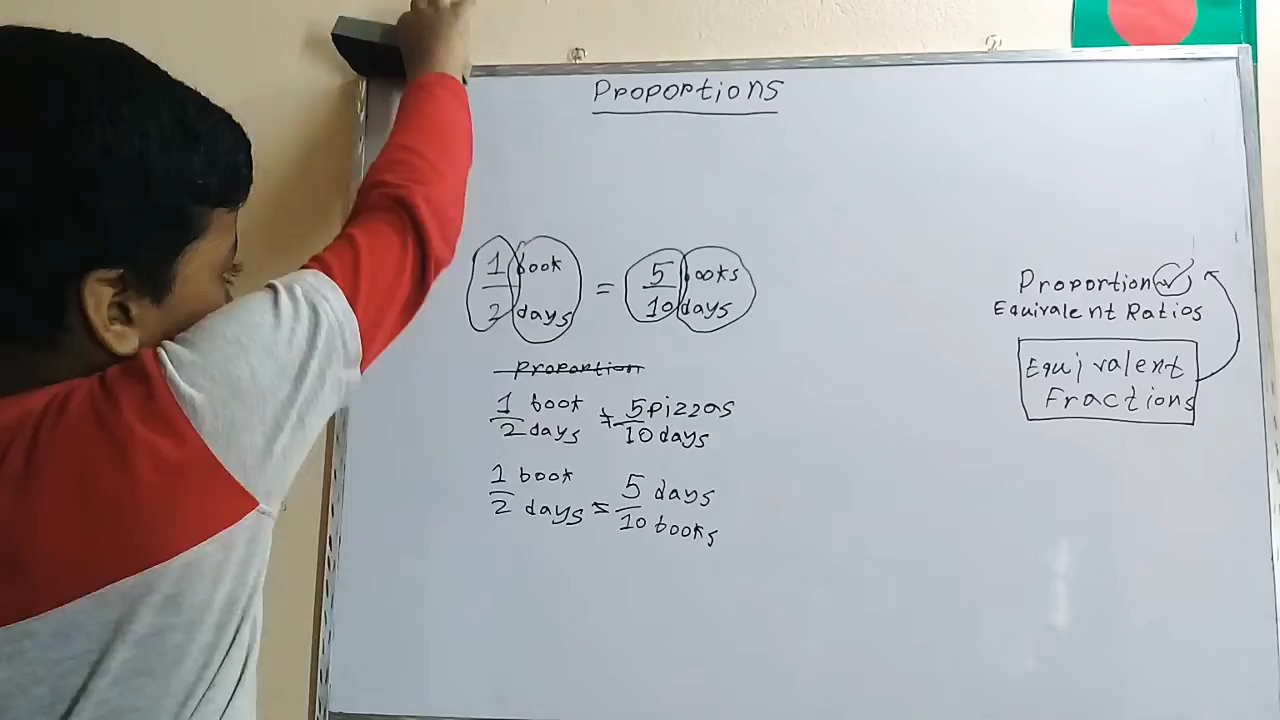 Proportions
1/2 book/days = 5/10 books/days
Proportion
1/2 book/days ≠ 5/10 pizzas/days
1/2 book/days = 5/10 days/books
Proportion
Equivalent Ratios
Equivalent
Fractions